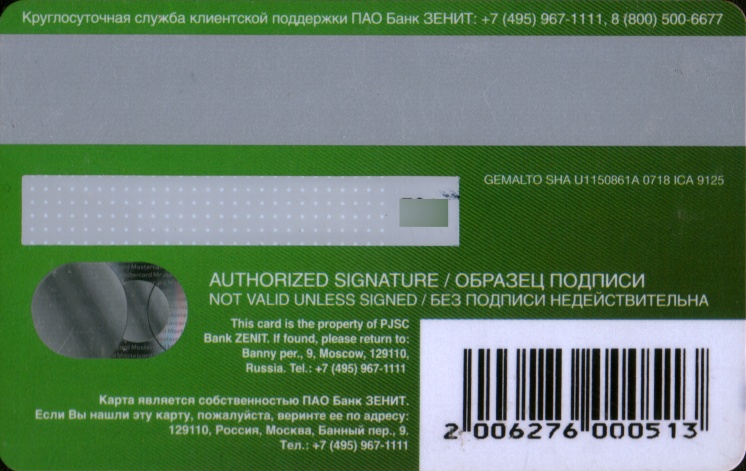 Круглосуточная служба клиентской поддержки ПАО Банк ЗЕНИТ: +7 (495) 967-1111, 8 (800) 500-6677
GEMALTO SHA U1150861A 0718 ICA 9125
AUTHORIZED SIGNATURE / ОБРАЗЕЦ ПОДПИСИ
NOT VALID UNLESS SIGNED / БЕЗ ПОДПИСИ НЕДЕЙСТВИТЕЛЬНА
This card is the property of PJSC
Bank ZENIT. If found, please return to:
Banny per., 9, Moscow, 129110,
Russia. Tel.: +7 (495) 967-1111
Карта является собственностью ПАО Банк ЗЕНИТ.
Если Вы нашли эту карту, пожалуйста, верните ее по адресу:
129110, Россия, Москва, Банный пер., 9.
Тел.: +7 (495) 967-1111
2 006276 000513